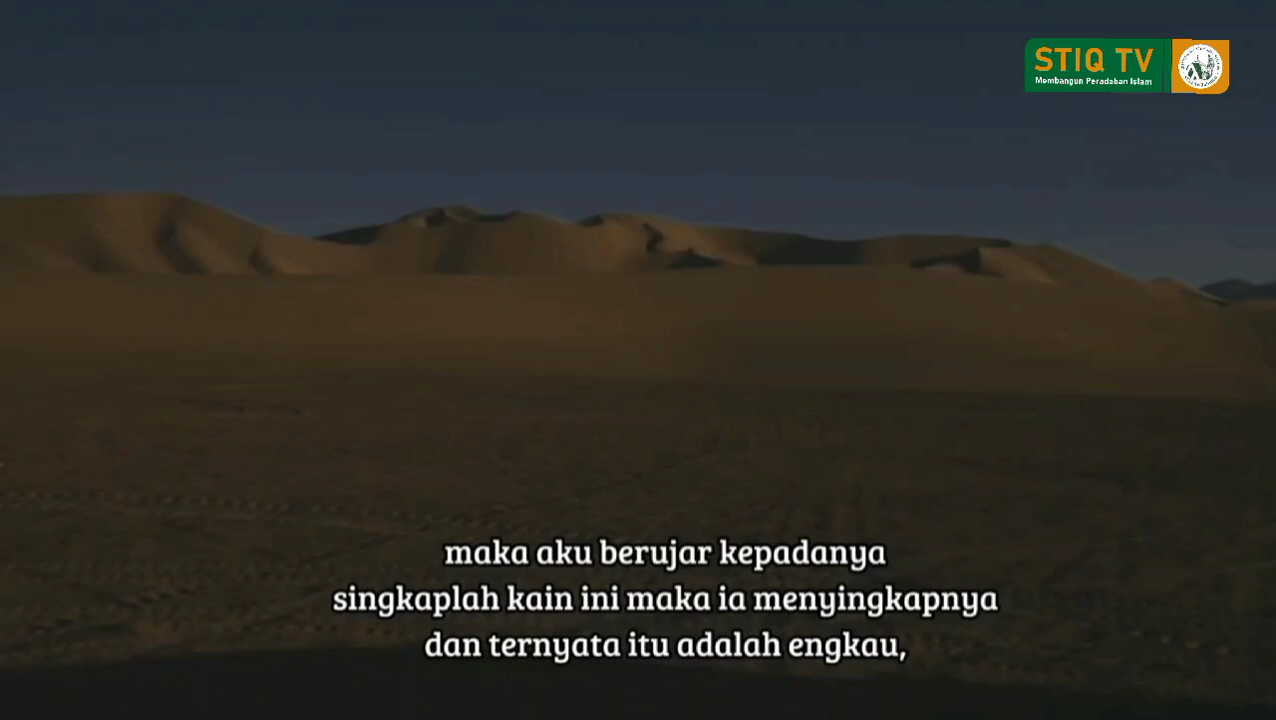 STIQ TV
Membangun Peradaban Islam
maka aku berujar kepadanya
singkaplah kain ini maka ia menyingkapnya
dan ternyata itu adalah engkau,